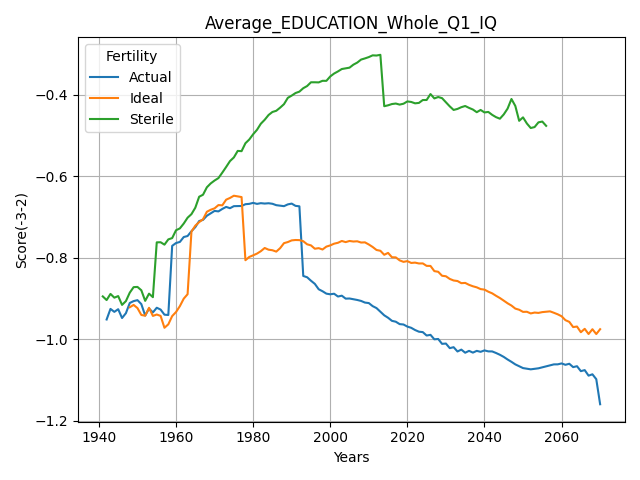 Average_EDUCATION_Whole_Q1_IQ
Fertility
Actual
Ideal
Sterile
Score(-3-2)
−0.4
−0.6
−0.8
−1.0
−1.2
1940
1960
1980
2000
2020
2040
2060
Years